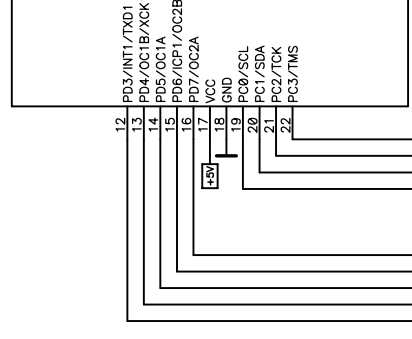 PD3/INT1/TXD1
PD4/OC1B/XCK
PD5/OC1A
PD6/ICP1/OC2B
PD7/OC2A
VCC
GND
PC0/SCL
PC1/SDA
PC2/TCK
PC3/TMS
12
13
14
15
16
17
18
19
20
21
22
+5V